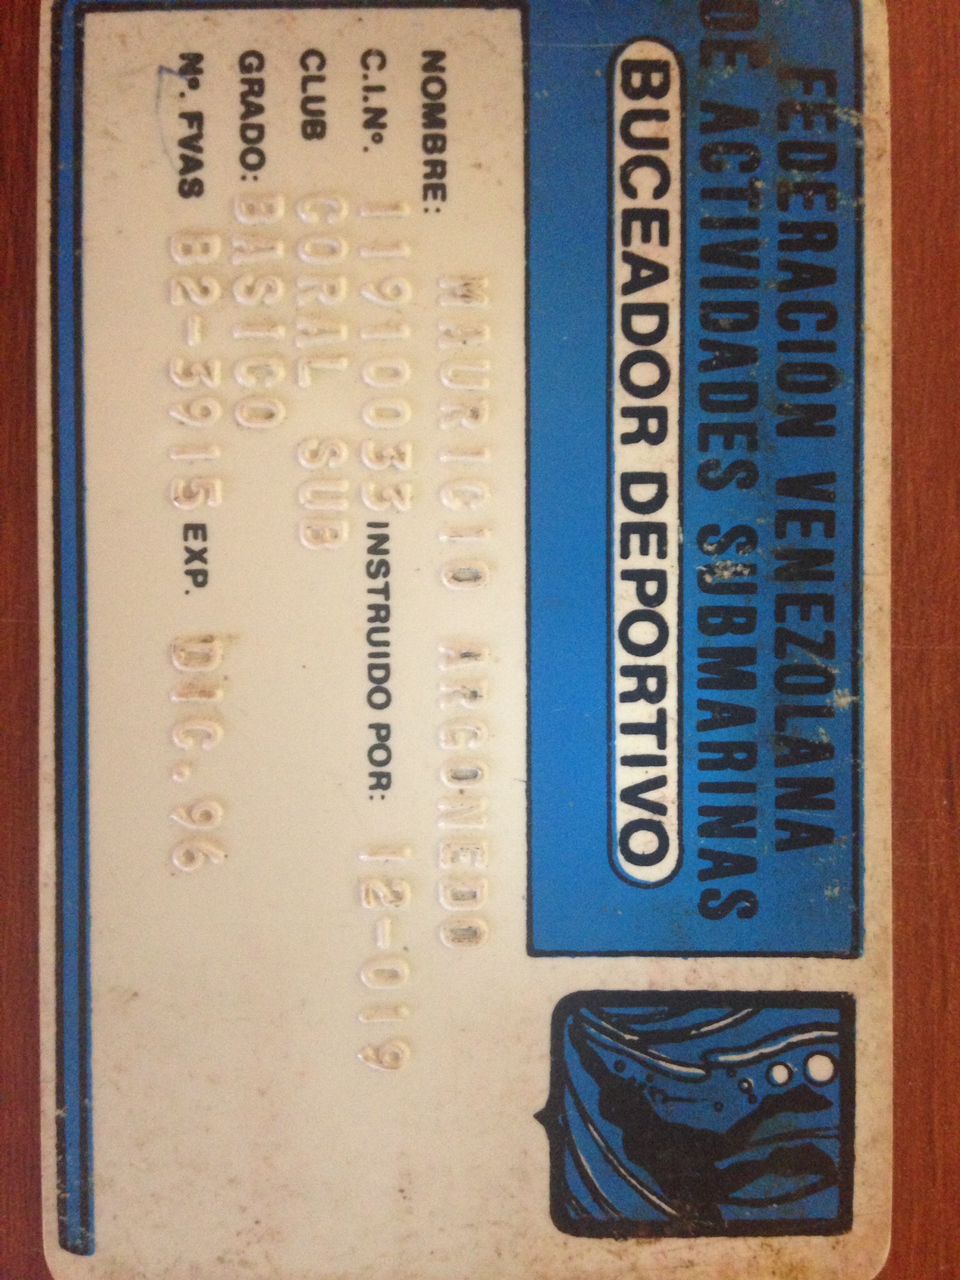 FEDERACION VENEZOLANA
DE ACTIVIDADES SUBMARINAS
BUCEADOR DEPORTIVO
NOMBRE: MAURICIO ARGONEDO
C.I.Nº. 11910033 INSTRUIDO POR: 12-019
CLUB CORAL SUB
GRADO: BASICO
Nº. FVAS B2-3915 EXP. DIC.96